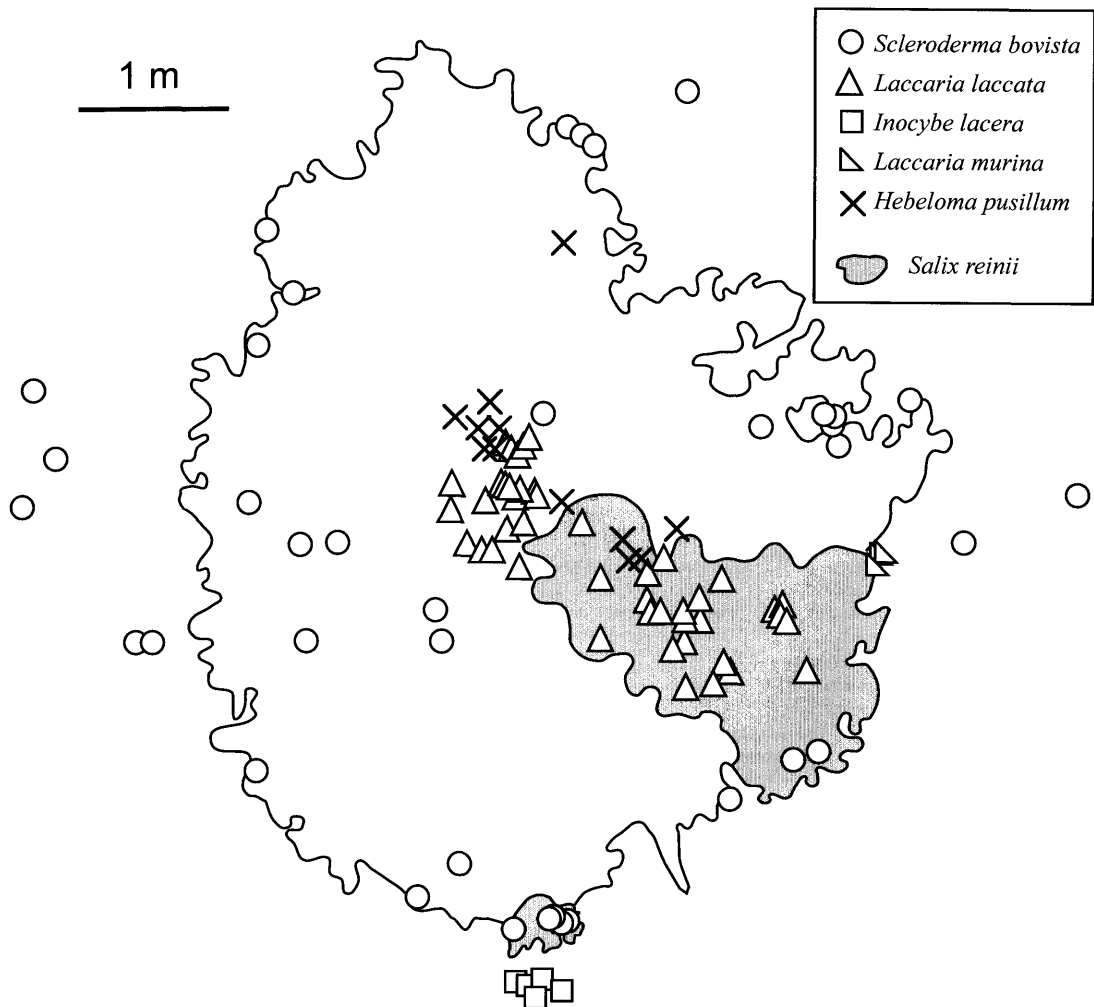 1 m
Scleroderma bovista
Laccaria laccata
Inocybe lacera
Laccaria murina
Hebeloma pusillum
Salix reinii